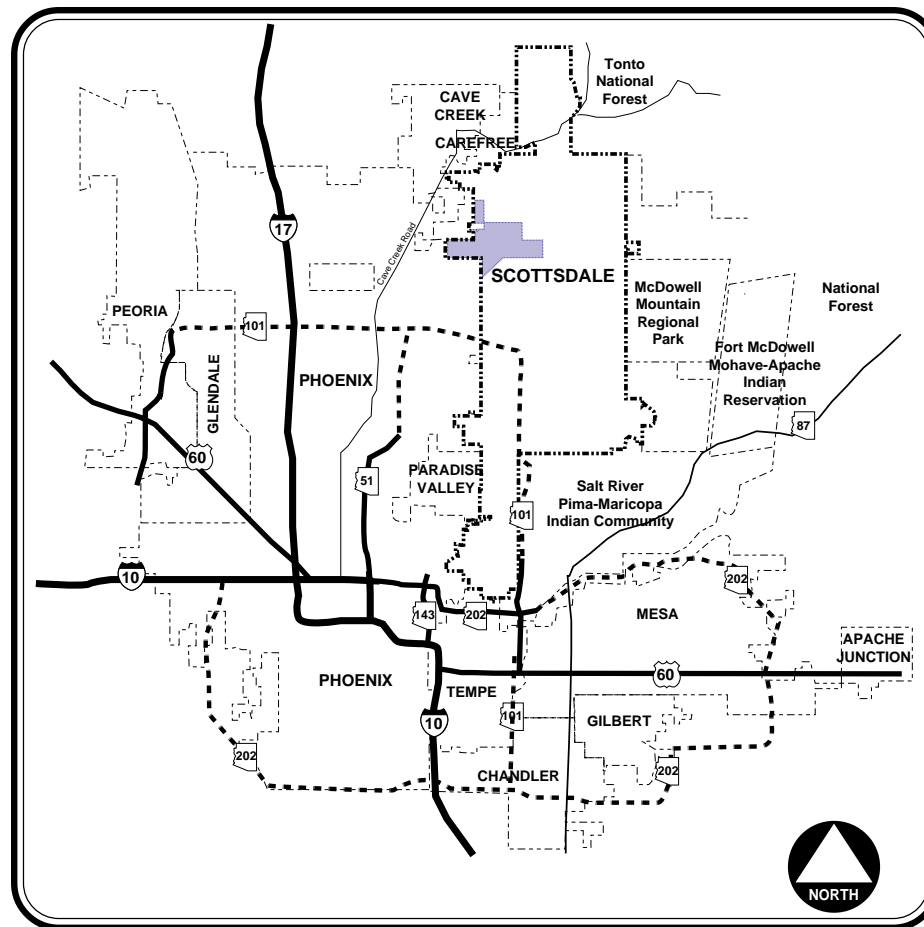 Tonto
National
Forest
CAVE
CREEK
CAREFREE
17
Cave Creek Road
SCOTTSDALE
McDowell
Mountain
Regional
Park
National
Forest
PEORIA
101
GLENDALE
PHOENIX
Fort McDowell
Mohave-Apache
Indian
Reservation
87
60
51
PARADISE
VALLEY
101
Salt River
Pima-Maricopa
Indian Community
10
202
143
202
MESA
APACHE
JUNCTION
60
PHOENIX
TEMPE
10
101
GILBERT
202
CHANDLER
202
NORTH